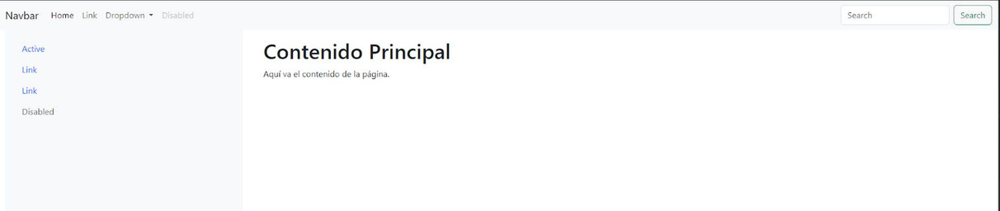 Navbar Home Link Dropdown Disabled Search Search
Active
Link
Link
Disabled
Contenido Principal
Aquí va el contenido de la página.